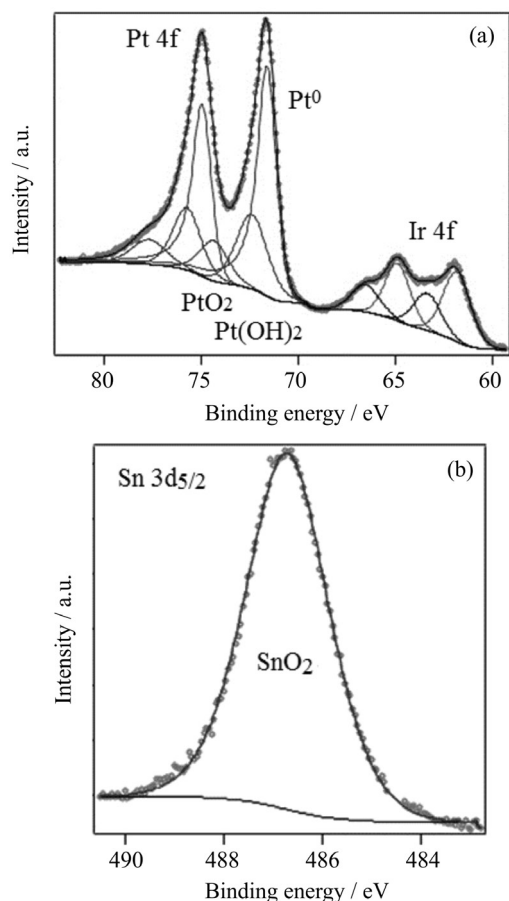 (a)
Pt 4f
Pt⁰
Ir 4f
PtO₂
Pt(OH)₂
Intensity / a.u.
80 75 70 65 60
Binding energy / eV
(b)
Sn 3d₅/₂
SnO₂
Intensity / a.u.
490 488 486 484
Binding energy / eV